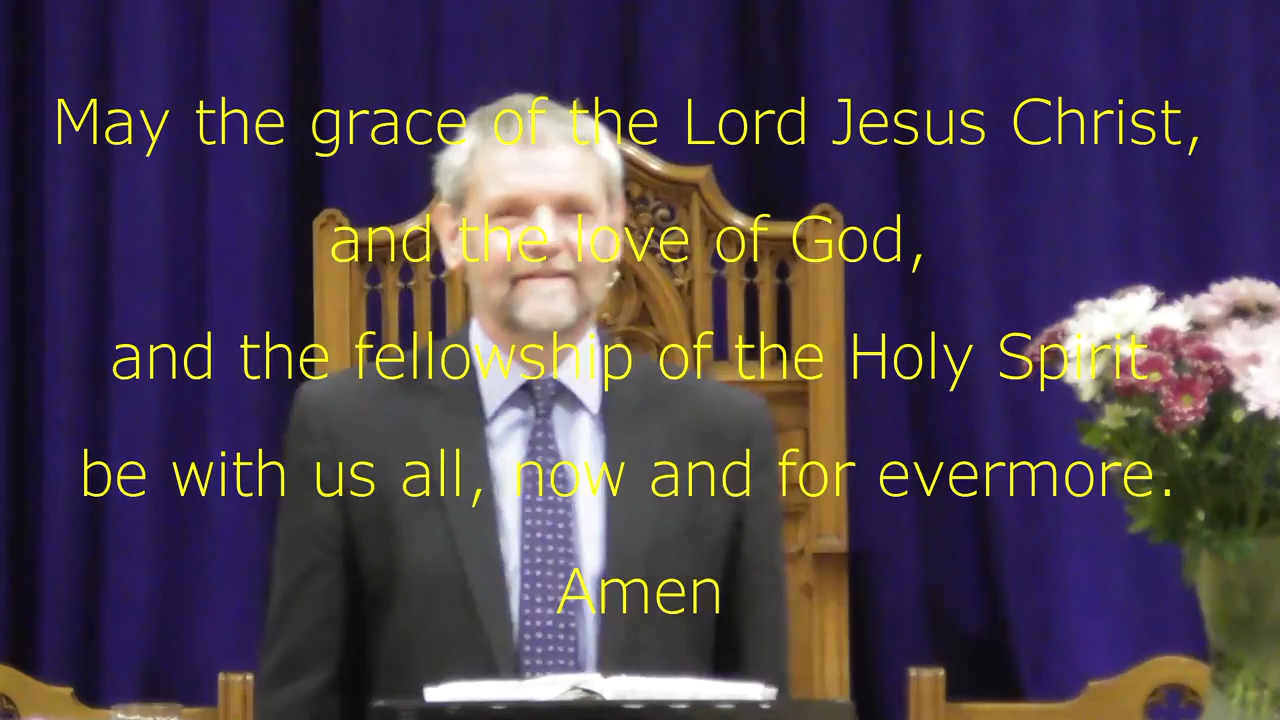 May the grace of the Lord Jesus Christ,
and the love of God,
and the fellowship of the Holy Spirit.
be with us all, now and for evermore.
Amen